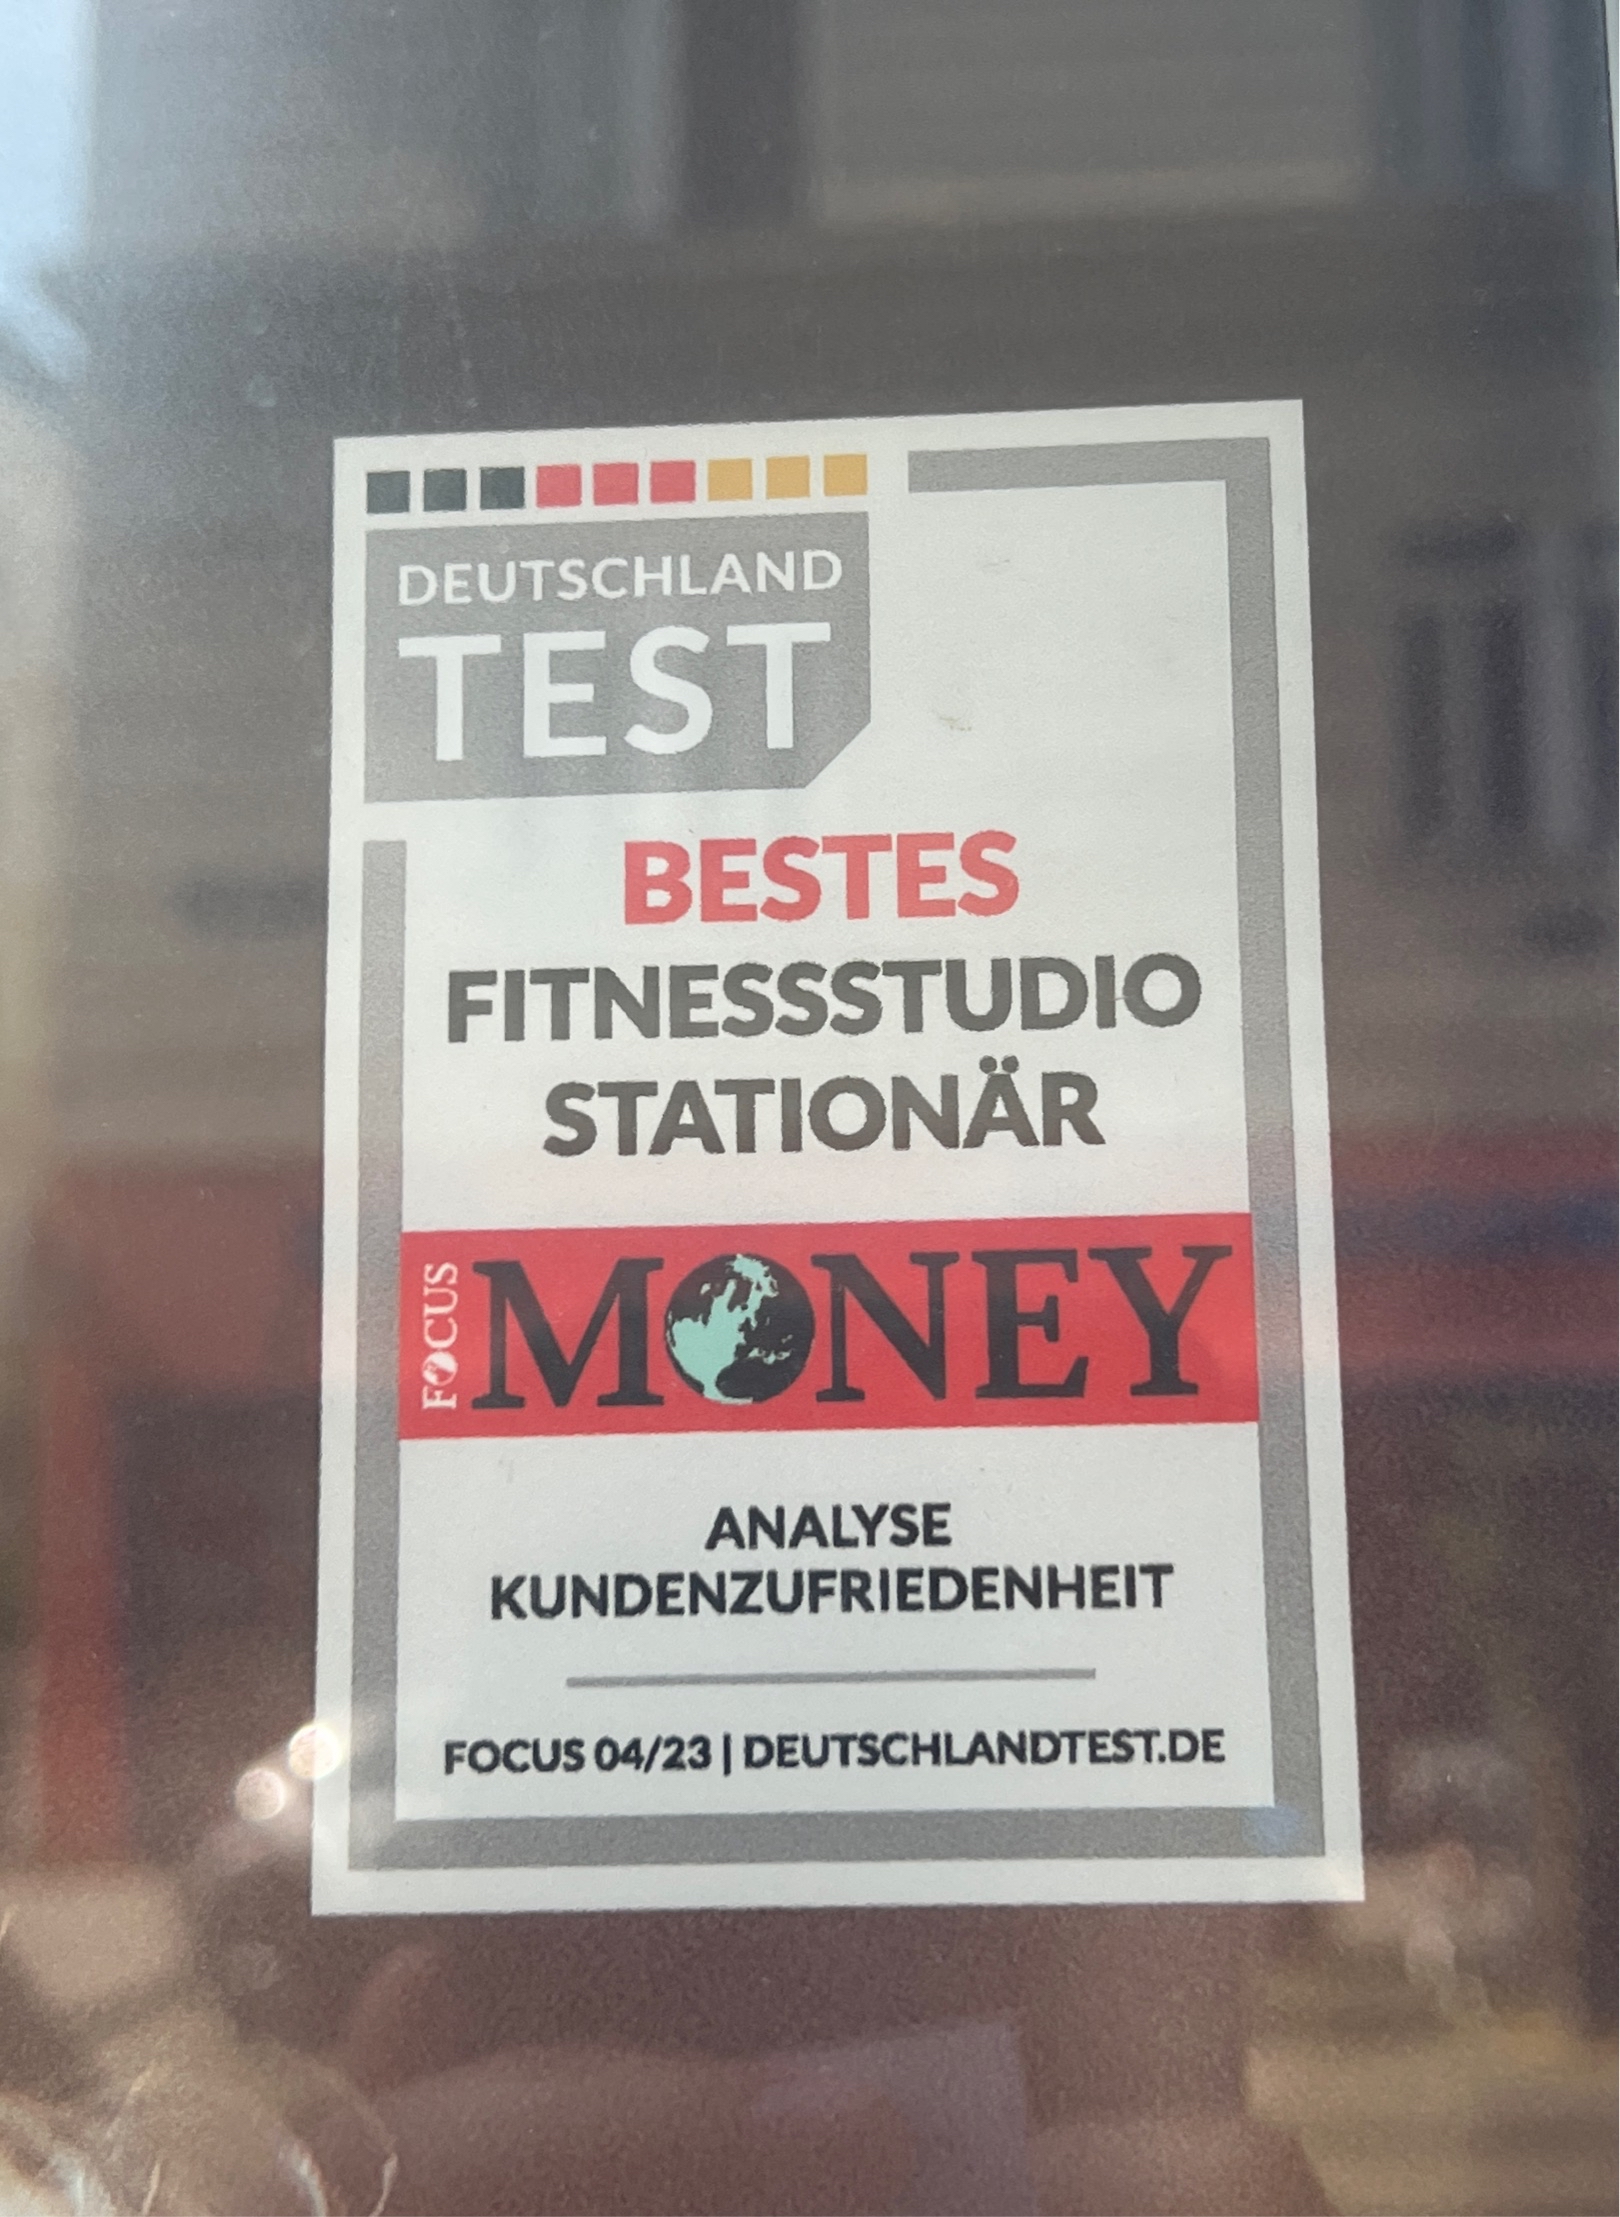 DEUTSCHLAND
TEST
BESTES
FITNESSSTUDIO
STATIONÄR
FOCUS MONEY
ANALYSE
KUNDENZUFRIEDENHEIT
FOCUS 04/23 | DEUTSCHLANDTEST.DE